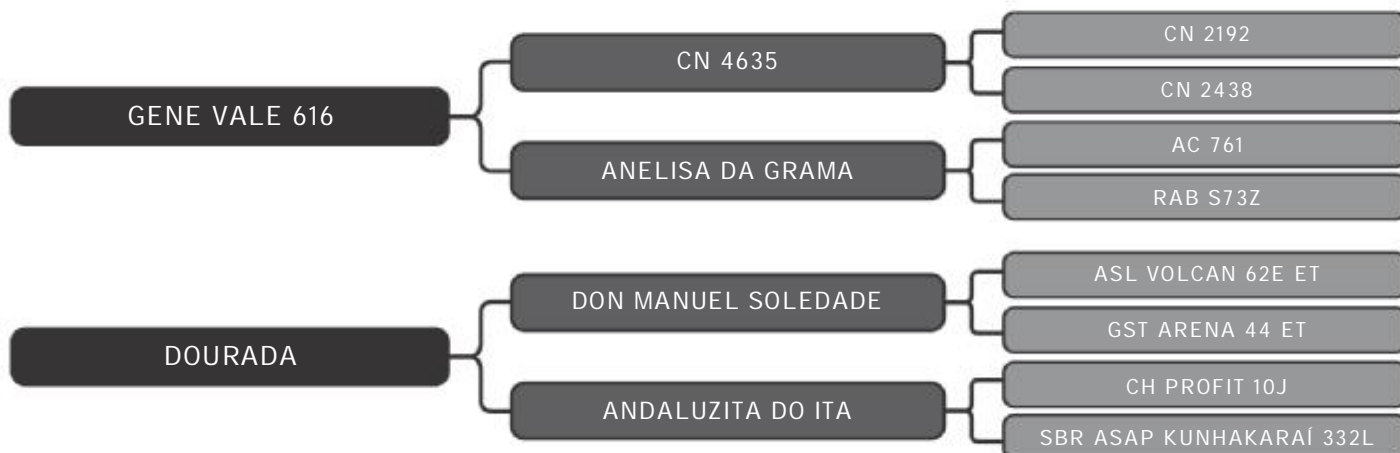 GENE VALE 616
CN 4635
CN 2192
CN 2438
ANELISA DA GRAMA
AC 761
RAB S73Z
DOURADA
DON MANUEL SOLEDADE
ASL VOLCAN 62E ET
GST ARENA 44 ET
ANDALUZITA DO ITA
CH PROFIT 10J
SBR ASAP KUNHAKARAÍ 332L